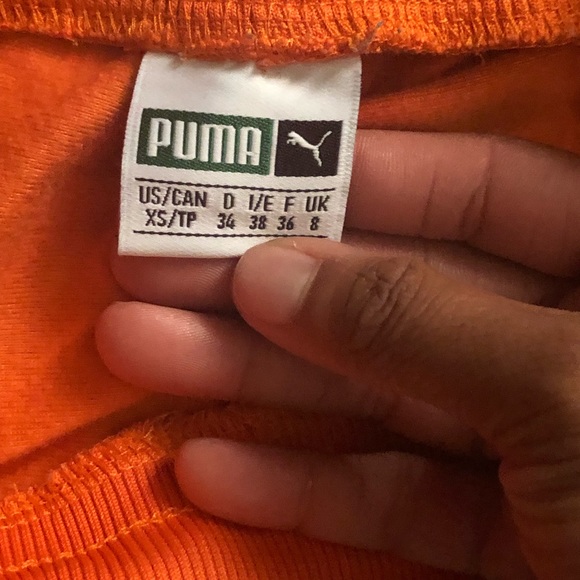 PUMA
US/CAN D I/E F UK
XS/TP 34 38 36 8